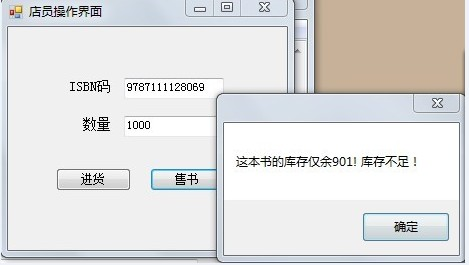 店员操作界面
ISBN码 9787111128069
数量 1000
进货 售书
这本书的库存仅余901! 库存不足！
确定